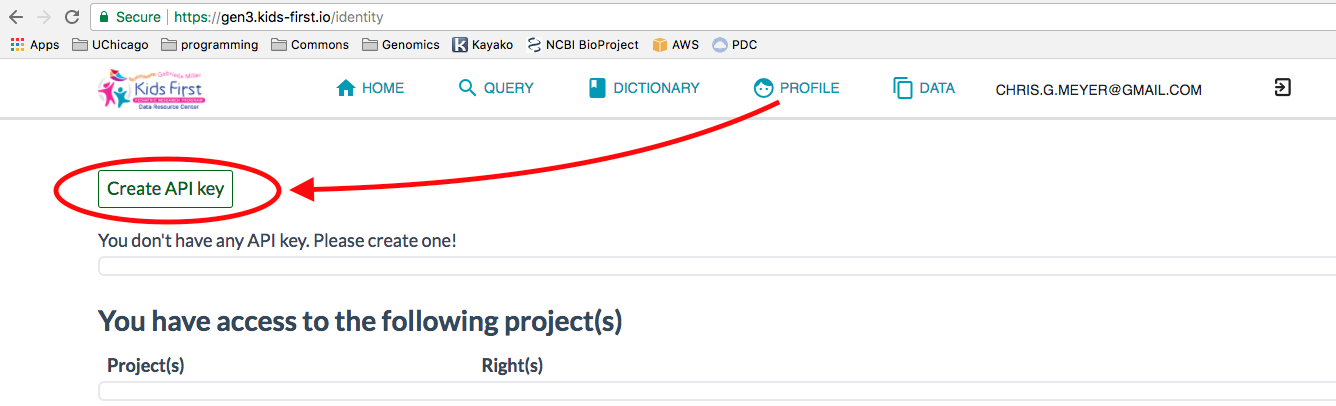 Secure https://gen3.kids-first.io/identity
Apps UChicago programming Commons Genomics Kayako NCBI BioProject AWS PDC
Gabriella Miller
Kids First
PEDIATRIC RESEARCH PROGRAM
Data Resource Center
HOME QUERY DICTIONARY PROFILE DATA CHRIS.G.MEYER@GMAIL.COM
Create API key
You don't have any API key. Please create one!
You have access to the following project(s)
Project(s) Right(s)